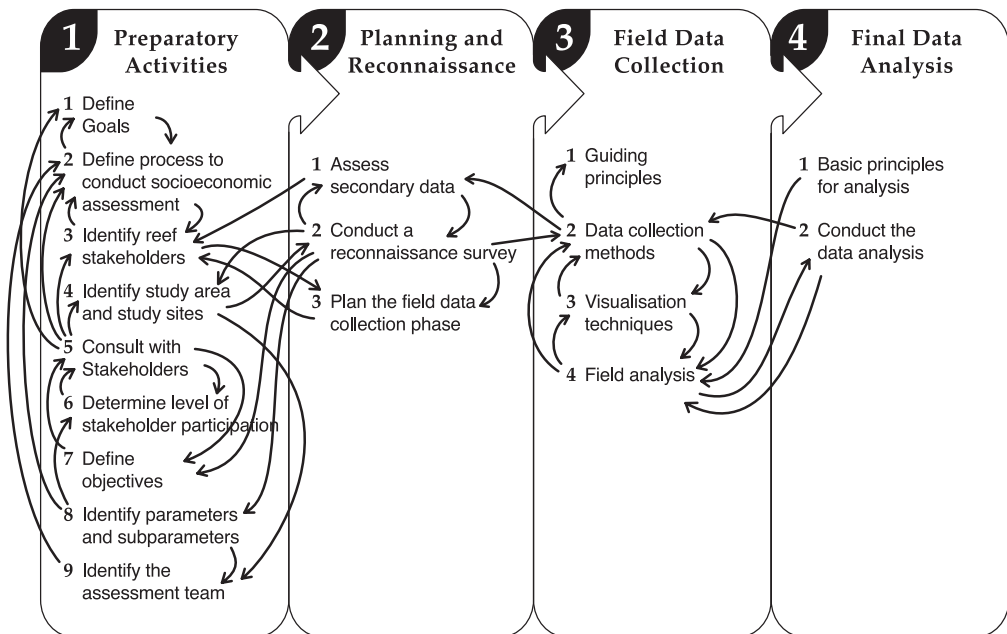 1 Preparatory
Activities
1 Define
Goals
2 Define process to
conduct socioeconomic
assessment
3 Identify reef
stakeholders
4 Identify study area
and study sites
5 Consult with
Stakeholders
6 Determine level of
stakeholder participation
7 Define
objectives
8 Identify parameters
and subparameters
9 Identify the
assessment team
2 Planning and
Reconnaissance
1 Assess
secondary data
2 Conduct a
reconnaissance survey
3 Plan the field data
collection phase
3 Field Data
Collection
1 Guiding
principles
2 Data collection
methods
3 Visualisation
techniques
4 Field analysis
4 Final Data
Analysis
1 Basic principles
for analysis
2 Conduct the
data analysis